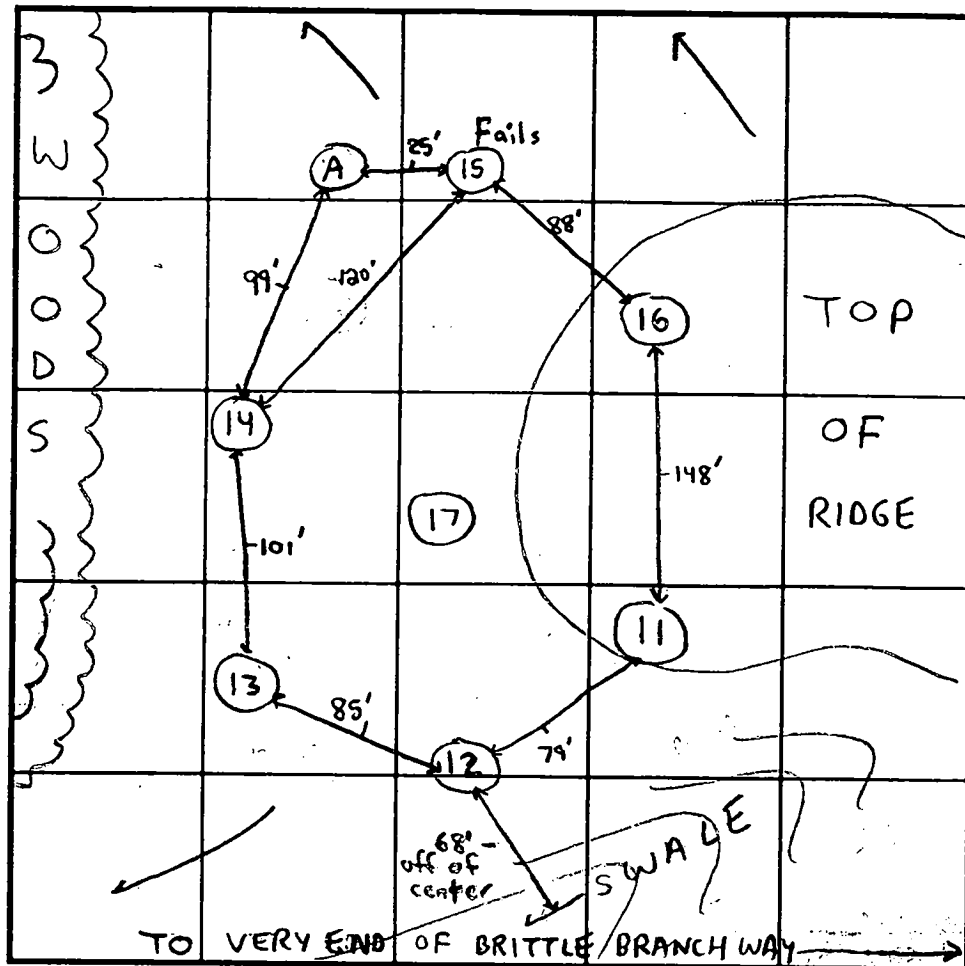 WOODS
Fails
A
25'
15
88'
99'
120'
16
TOP
OF
RIDGE
14
148'
17
101'
11
13
85'
79'
12
68'
off of
center
SWALE
TO VERY END OF BRITTLE BRANCH WAY